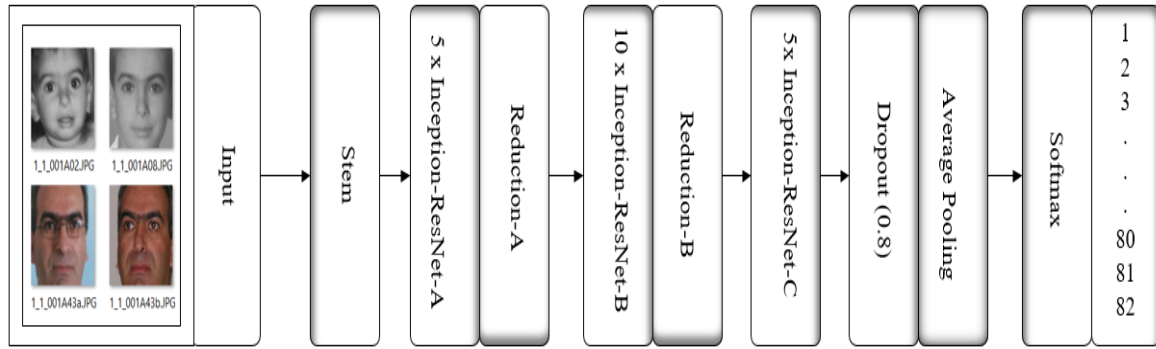 1_1_001A02.JPG
1_1_001A08.JPG
1_1_001A43a.JPG
1_1_001A43b.JPG
Input
Stem
5 x Inception-ResNet-A
Reduction-A
10 x Inception-ResNet-B
Reduction-B
5x Inception-ResNet-C
Dropout (0.8)
Average Pooling
Softmax
1
2
3
.
.
.
80
81
82